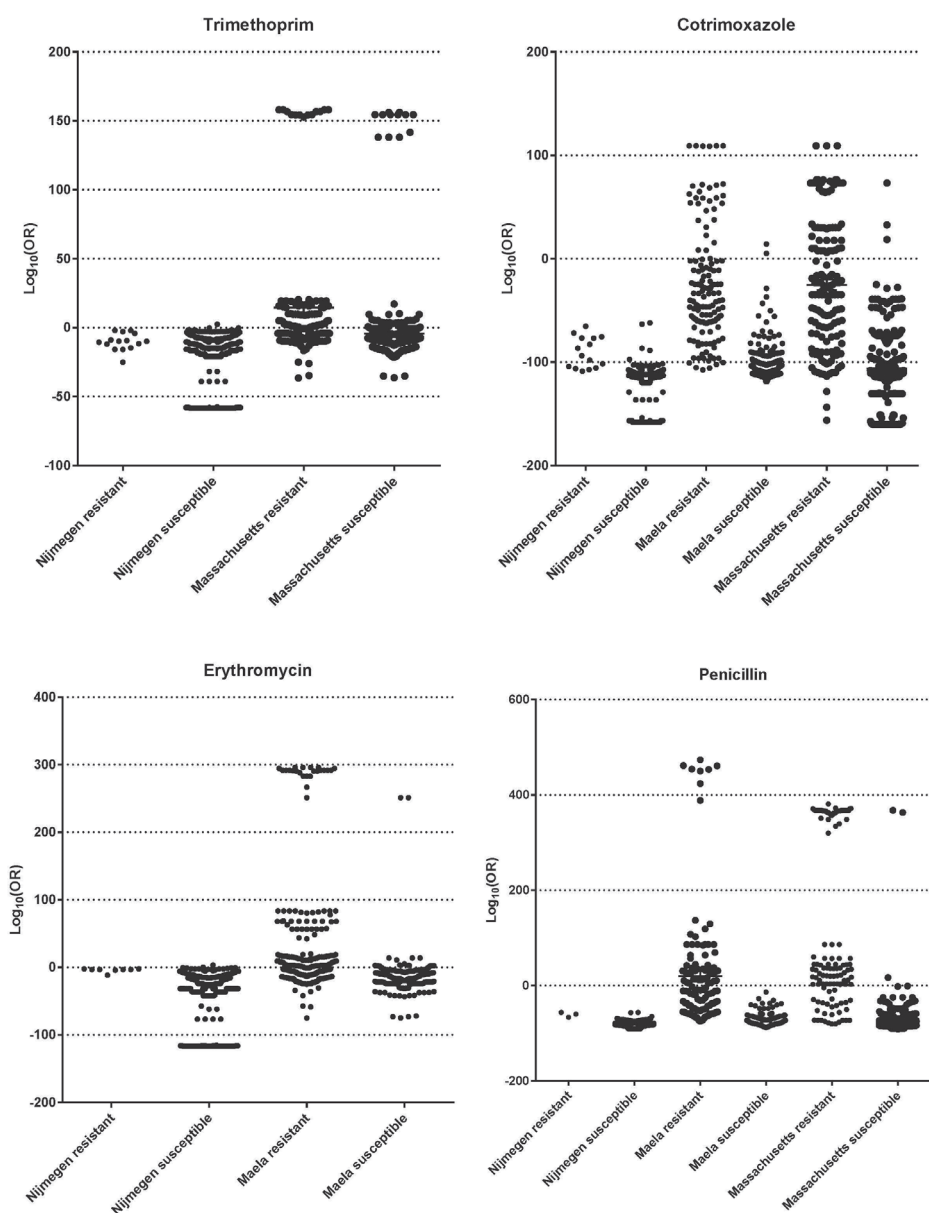 Trimethoprim
Log10(OR)
200
150
100
50
0
-50
-100
Nijmegen resistant
Nijmegen susceptible
Massachusetts resistant
Massachusetts susceptible
Cotrimoxazole
Log10(OR)
200
100
0
-100
-200
Nijmegen resistant
Nijmegen susceptible
Maela resistant
Maela susceptible
Massachusetts resistant
Massachusetts susceptible
Erythromycin
Log10(OR)
400
300
200
100
0
-100
-200
Nijmegen resistant
Nijmegen susceptible
Maela resistant
Maela susceptible
Penicillin
Log10(OR)
600
400
200
0
-200
Nijmegen resistant
Nijmegen susceptible
Maela resistant
Maela susceptible
Massachusetts resistant
Massachusetts susceptible